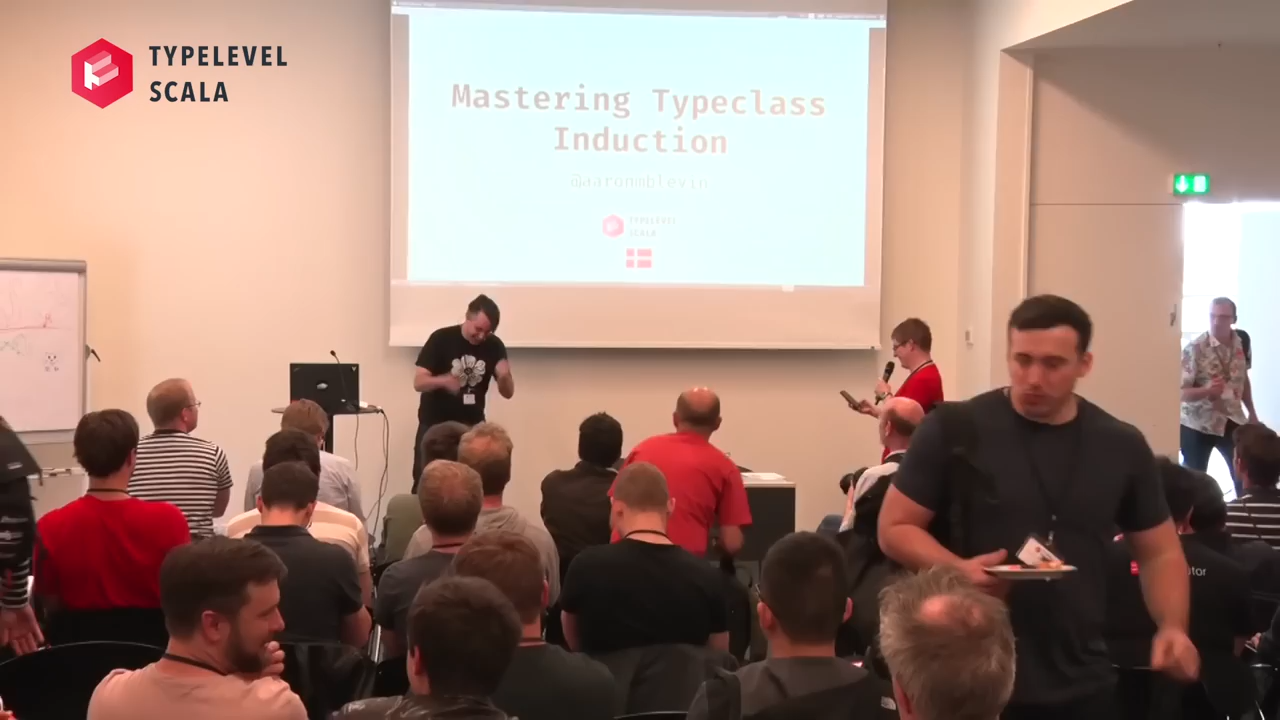 TYPELEVEL
SCALA
Mastering Typeclass
Induction
@aaronmblevin
TYPELEVEL
SCALA